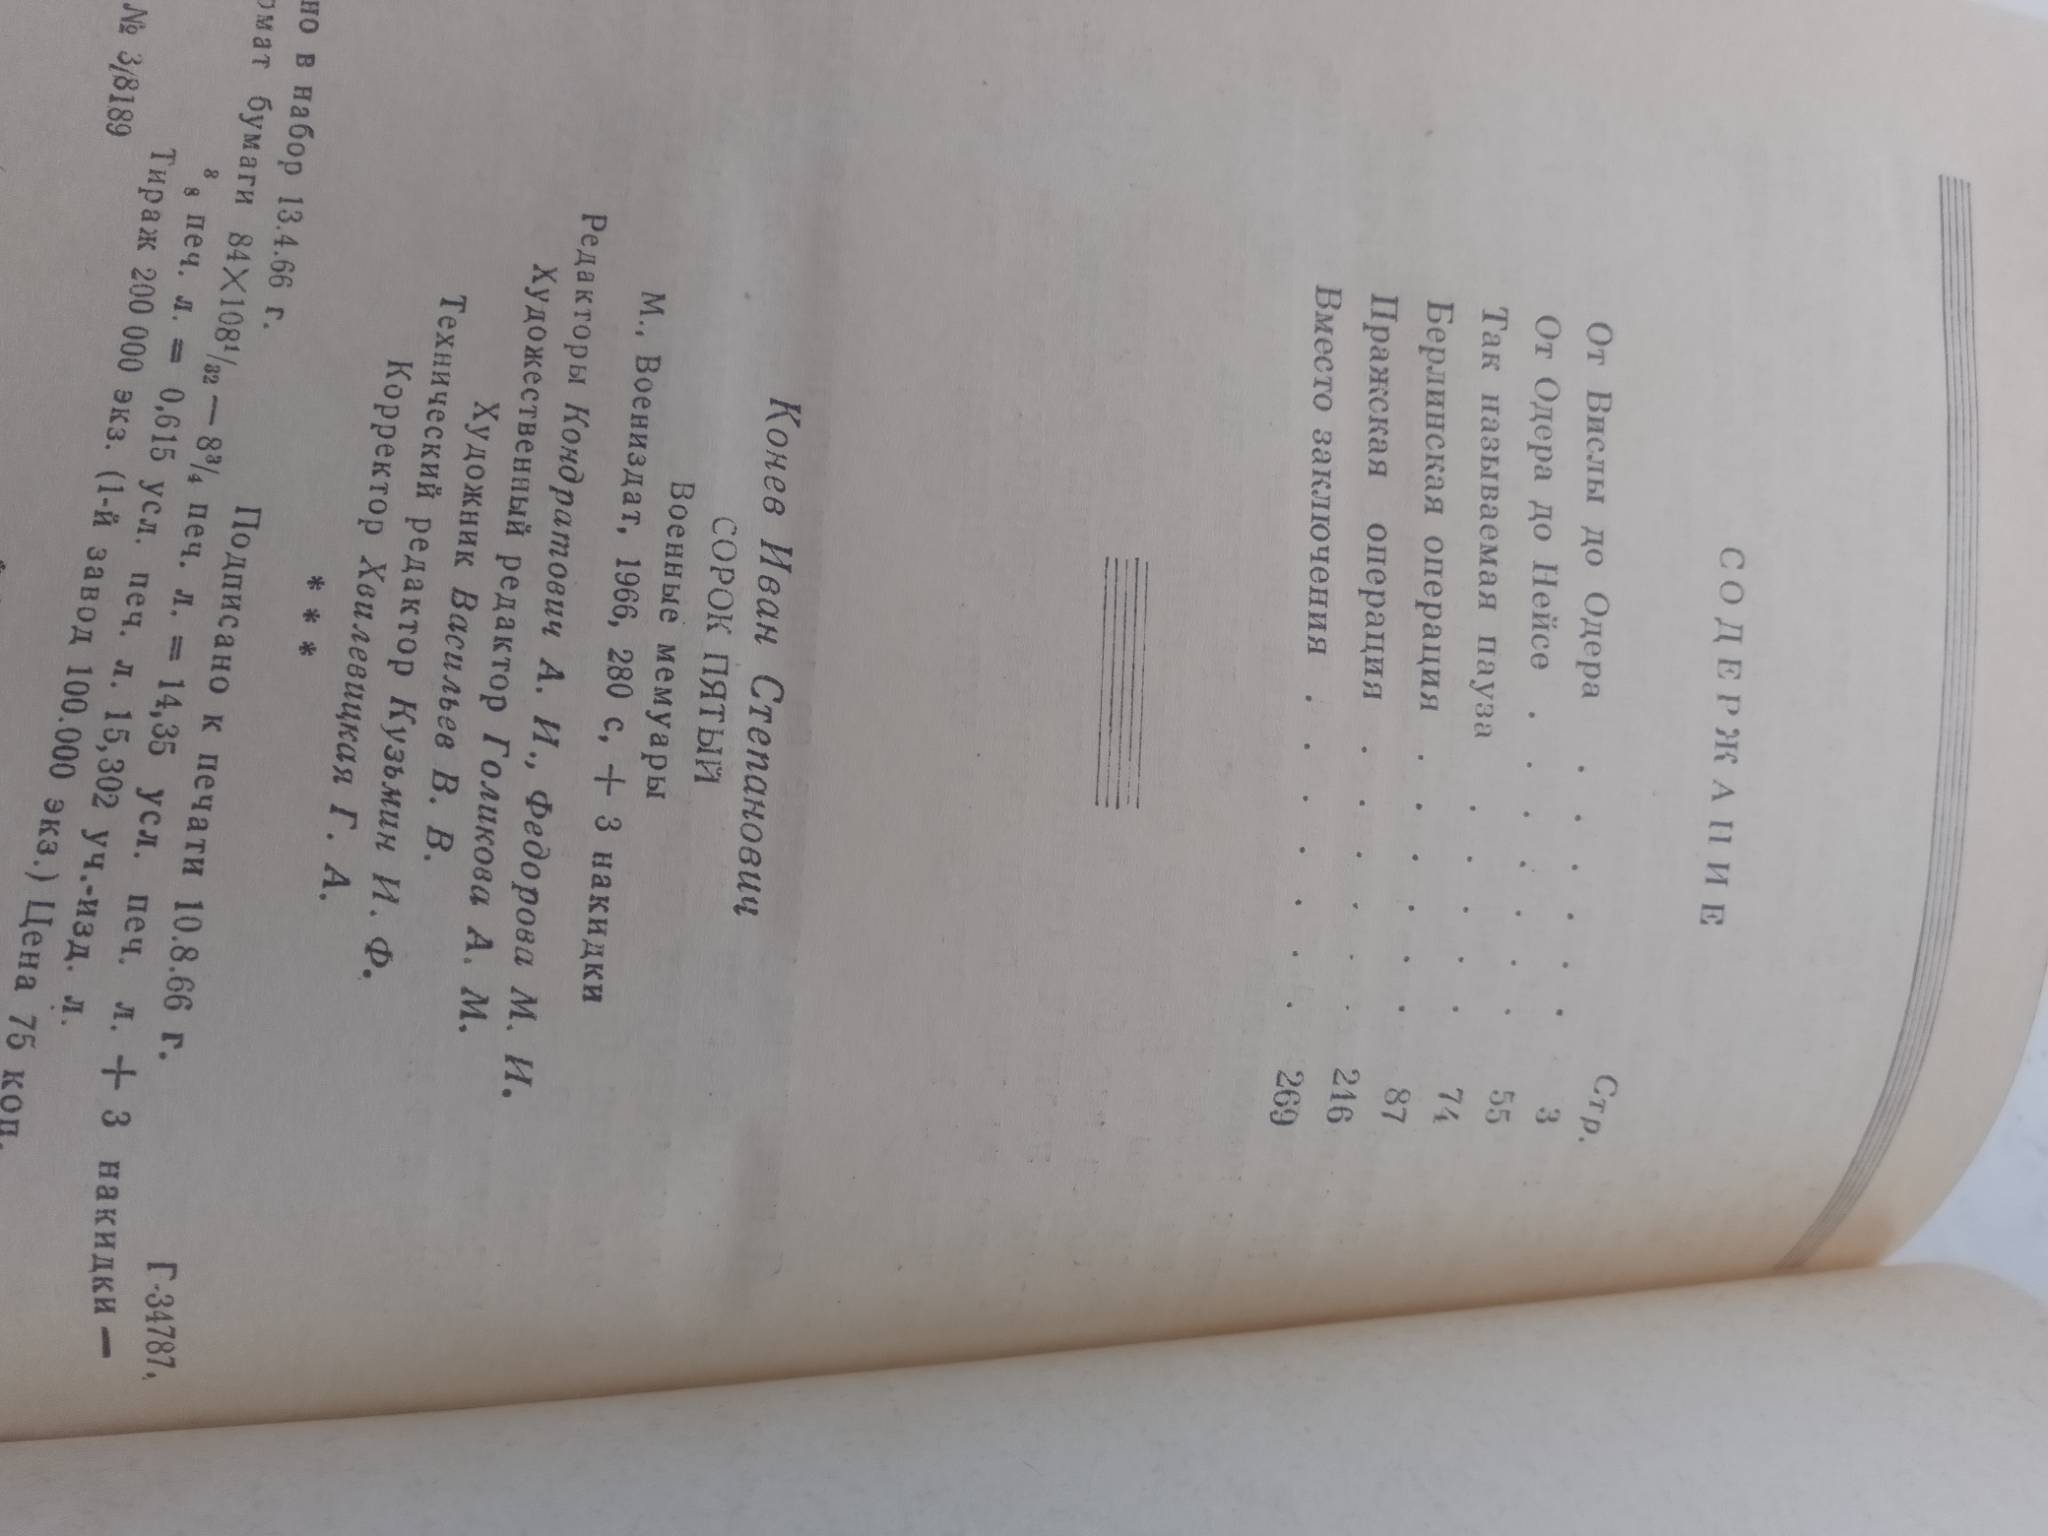 СОДЕРЖАНИЕ
Стр.
От Вислы до Одера . . . . . . 3
От Одера до Нейсе . . . . . . . 55
Так называемая пауза . . . . . 74
Берлинская операция . . . . . . 87
Пражская операция . . . . . . 246
Вместо заключения . . . . . . . 269
Конев Иван Степанович
СОРОК ПЯТЫЙ
Военные мемуары
М., Воениздат, 1966, 280 с, + 3 накидки
Редакторы Кондратович А. И., Федорова М. И.
Художественный редактор Голикова А. М.
Художник Васильев В. В.
Технический редактор Кузьмин И. Ф.
Корректор Хвилевицкая Г. А.
* * *
но в набор 13.4.66 г. Подписано к печати 10.8.66 г. Г-34787,
рмат бумаги 84×108¹/₃₂ — 8³/₄ печ. л. = 14,35 усл. печ. л. + 3 накидки —
печ. л. = 0,615 усл. печ. л. 15,302 уч.-изд. л.
Тираж 200 000 экз. (1-й завод 100.000 экз.) Цена 75 коп.
№ 3/8189